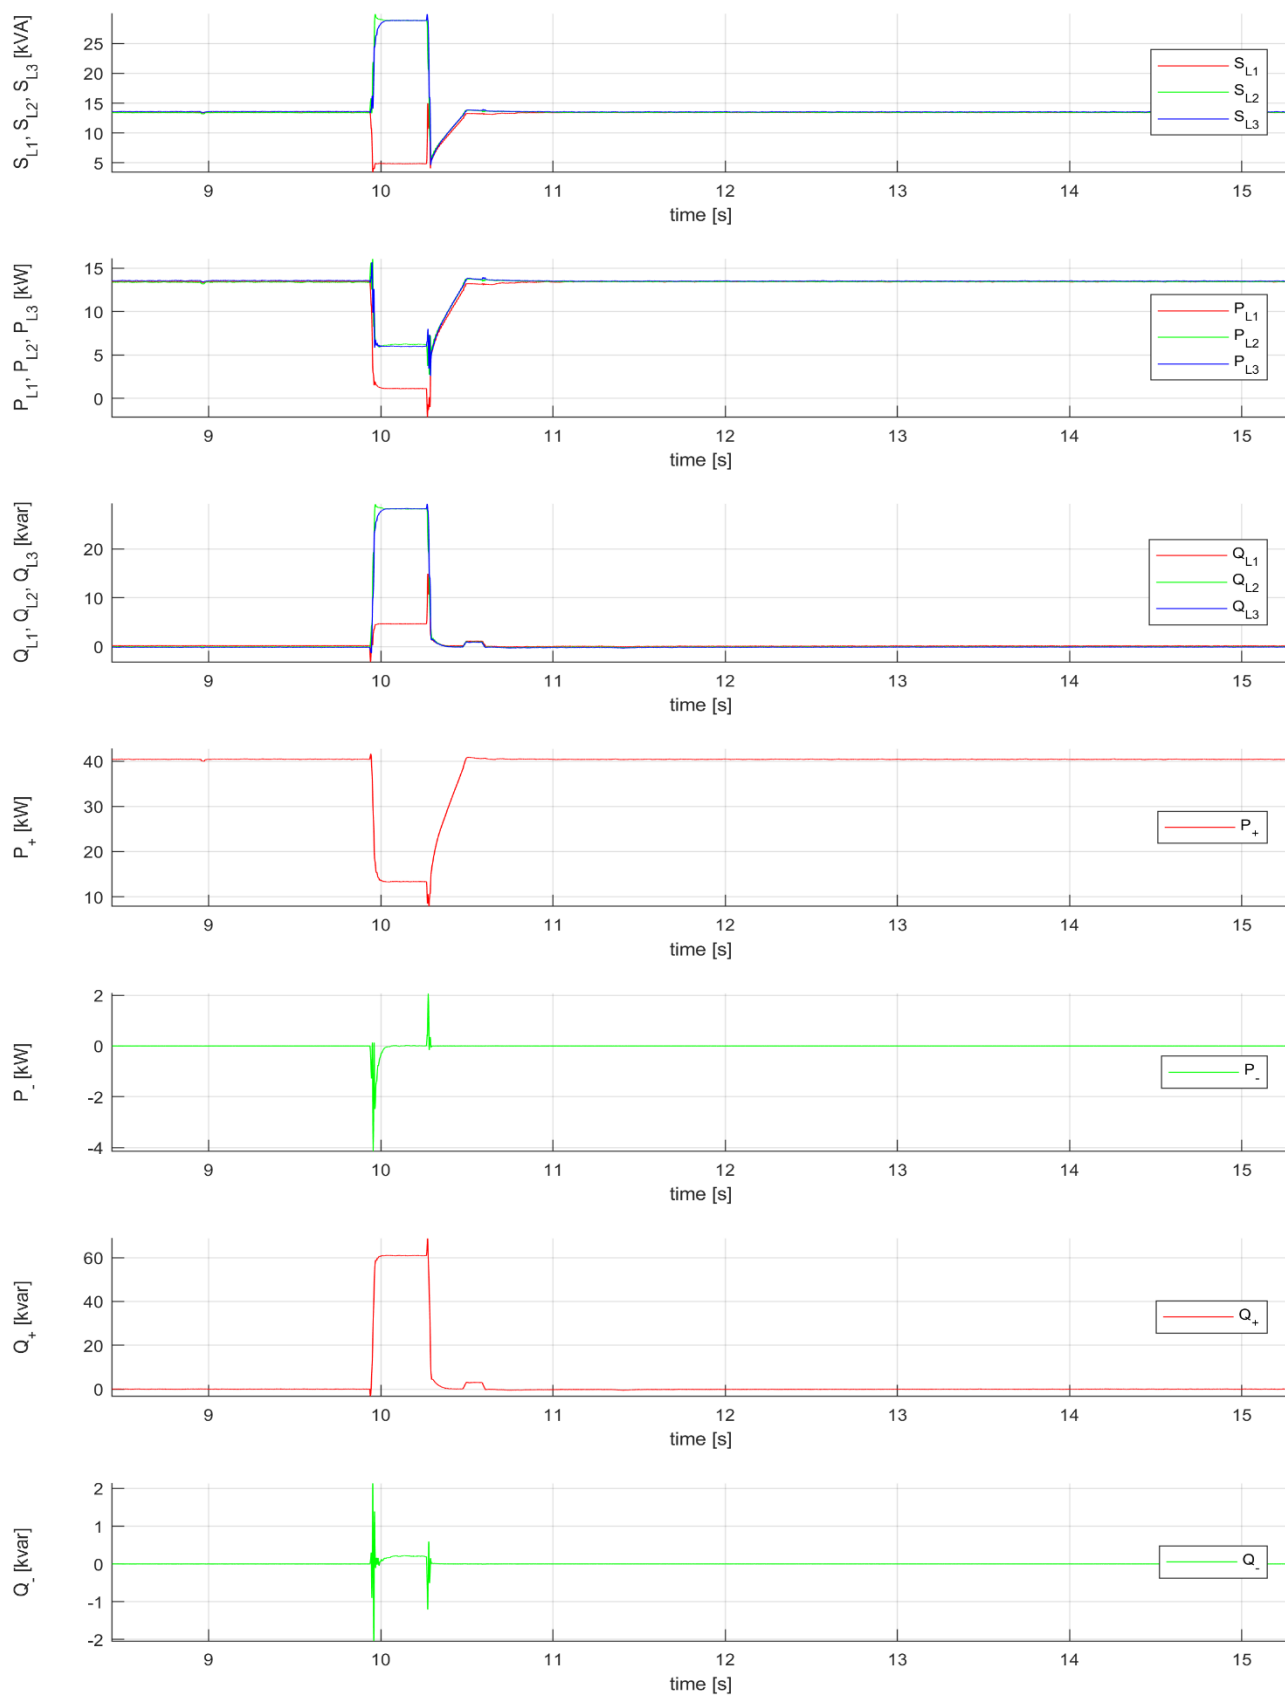 S_L1, S_L2, S_L3 [kVA]
25
20
15
10
5
9 10 11 12 13 14 15
time [s]
S_L1
S_L2
S_L3
P_L1, P_L2, P_L3 [kW]
15
10
5
0
9 10 11 12 13 14 15
time [s]
P_L1
P_L2
P_L3
Q_L1, Q_L2, Q_L3 [kvar]
20
10
0
9 10 11 12 13 14 15
time [s]
Q_L1
Q_L2
Q_L3
P_+ [kW]
40
30
20
10
9 10 11 12 13 14 15
time [s]
P_+
P_- [kW]
2
0
-2
-4
9 10 11 12 13 14 15
time [s]
P_-
Q_+ [kvar]
60
40
20
0
9 10 11 12 13 14 15
time [s]
Q_+
Q_- [kvar]
2
1
0
-1
-2
9 10 11 12 13 14 15
time [s]
Q_-